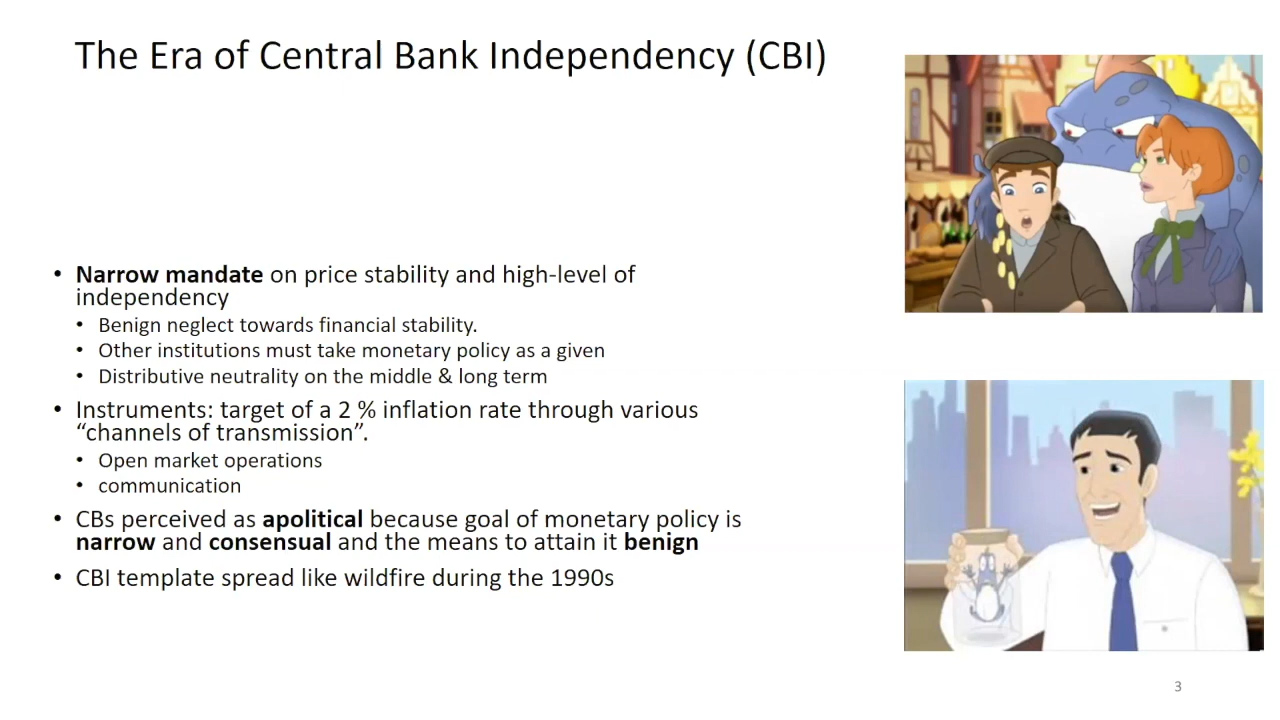 The Era of Central Bank Independency (CBI)
• Narrow mandate on price stability and high-level of
independency
• Benign neglect towards financial stability.
• Other institutions must take monetary policy as a given
• Distributive neutrality on the middle & long term
• Instruments: target of a 2 % inflation rate through various
“channels of transmission”.
• Open market operations
• communication
• CBs perceived as apolitical because goal of monetary policy is
narrow and consensual and the means to attain it benign
• CBI template spread like wildfire during the 1990s
3